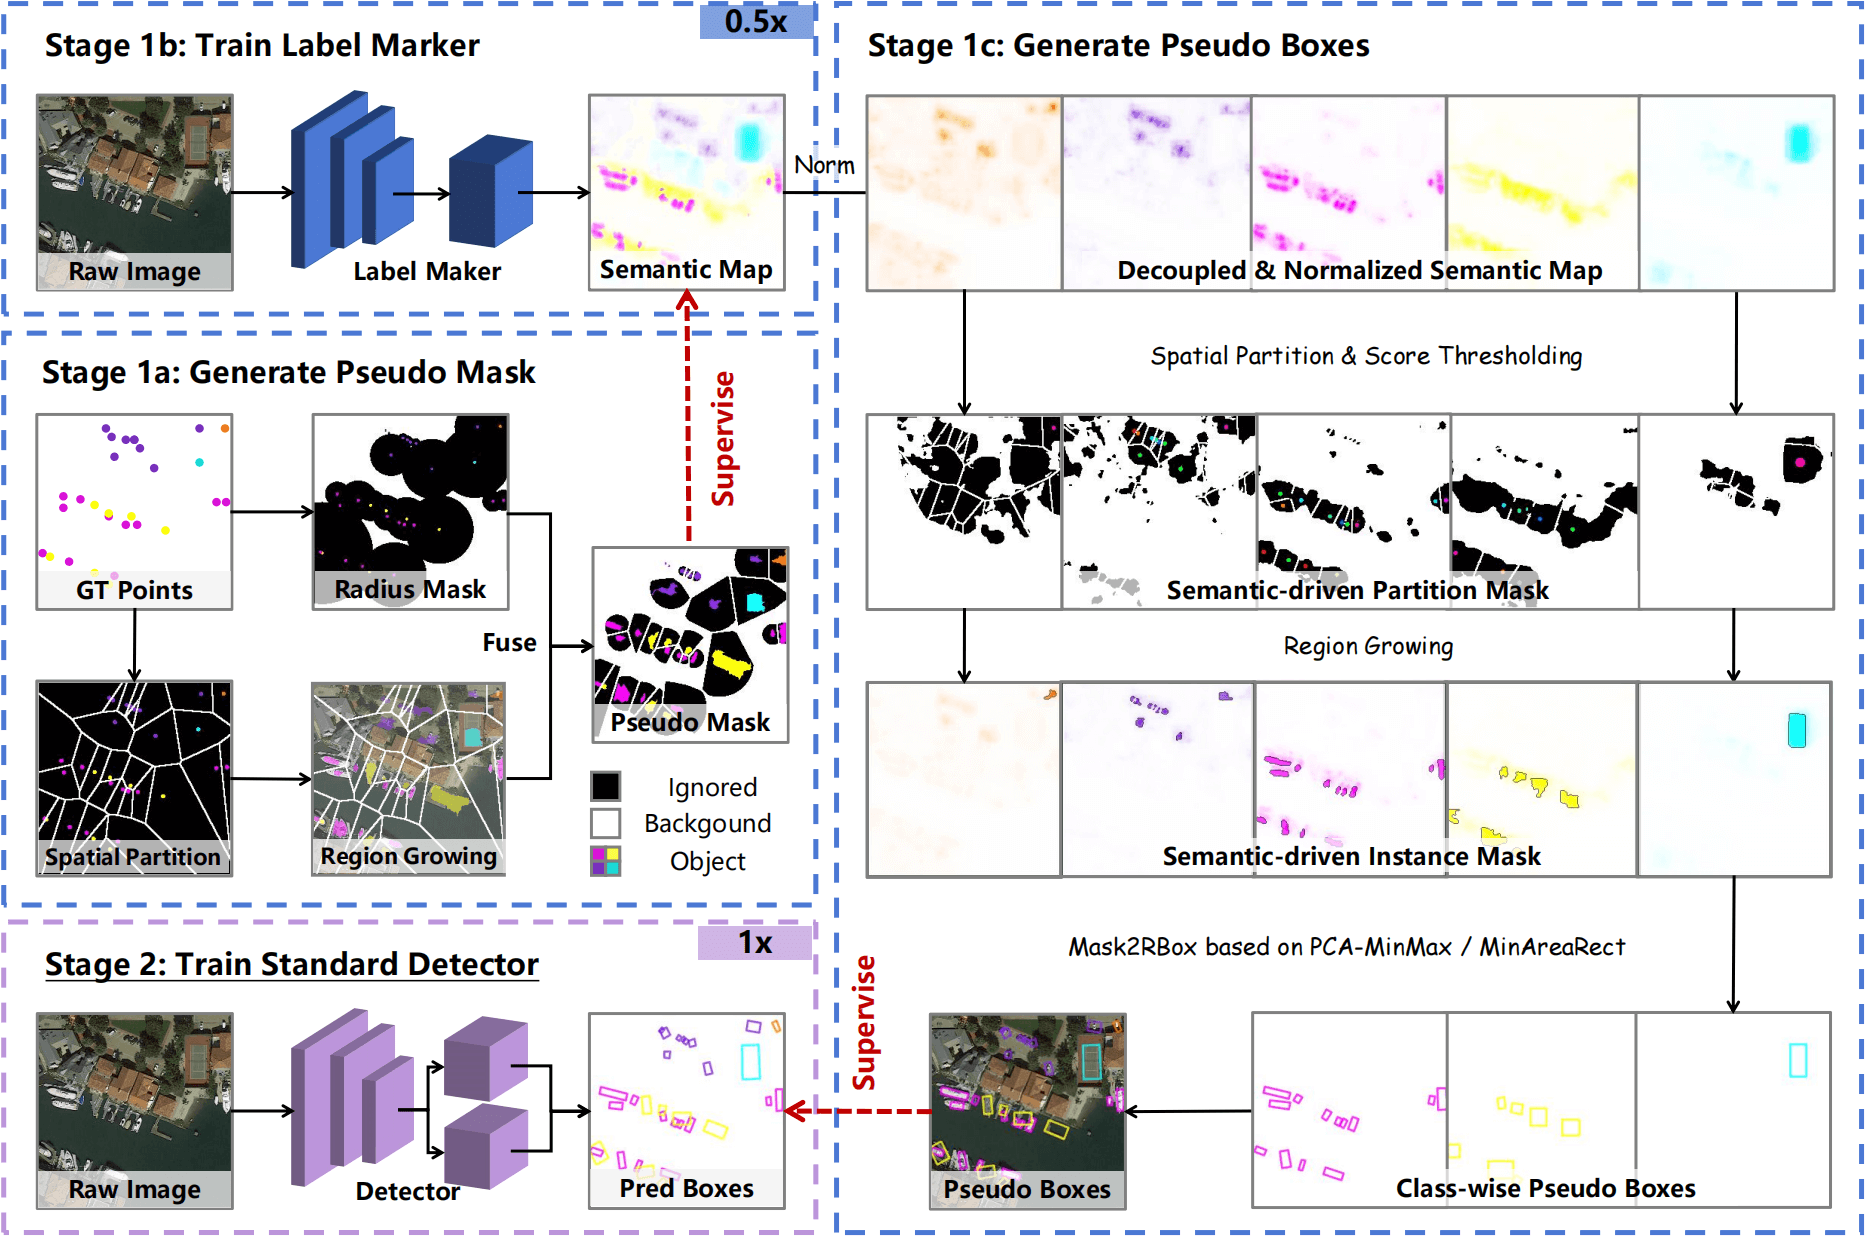 Stage 1b: Train Label Marker
0.5x
Raw Image
Label Maker
Semantic Map
Norm
Stage 1a: Generate Pseudo Mask
GT Points
Radius Mask
Supervise
Fuse
Pseudo Mask
Spatial Partition
Region Growing
Ignored
Backgound
Object
Stage 2: Train Standard Detector
1x
Raw Image
Detector
Pred Boxes
Supervise
Stage 1c: Generate Pseudo Boxes
Decoupled & Normalized Semantic Map
Spatial Partition & Score Thresholding
Semantic-driven Partition Mask
Region Growing
Semantic-driven Instance Mask
Mask2RBox based on PCA-MinMax / MinAreaRect
Pseudo Boxes
Class-wise Pseudo Boxes